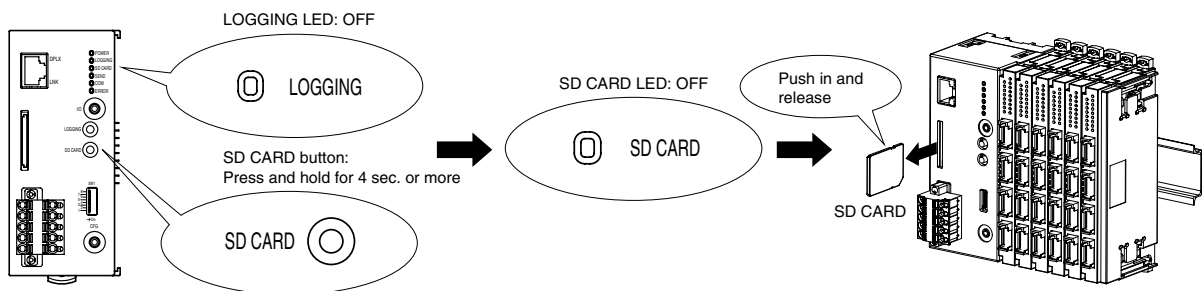 LOGGING LED: OFF
DPLX
LNK
POWER
LOGGING
SD CARD
SEND
COM
ERROR
I/O
LOGGING
SD CARD
CFG
LOGGING
SD CARD button:
Press and hold for 4 sec. or more
SD CARD
SD CARD LED: OFF
SD CARD
Push in and
release
SD CARD